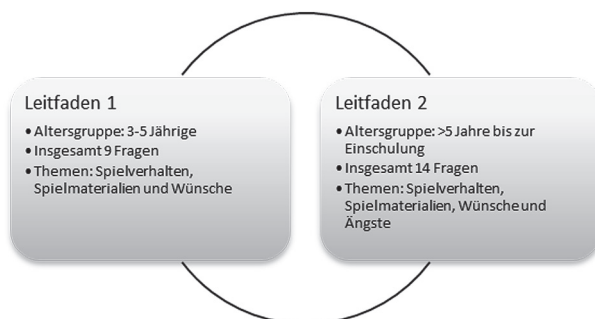 Leitfaden 1
• Altersgruppe: 3-5 Jährige
• Insgesamt 9 Fragen
• Themen: Spielverhalten,
Spielmaterialien und Wünsche
Leitfaden 2
• Altersgruppe: >5 Jahre bis zur
Einschulung
• Insgesamt 14 Fragen
• Themen: Spielverhalten,
Spielmaterialien, Wünsche und
Ängste